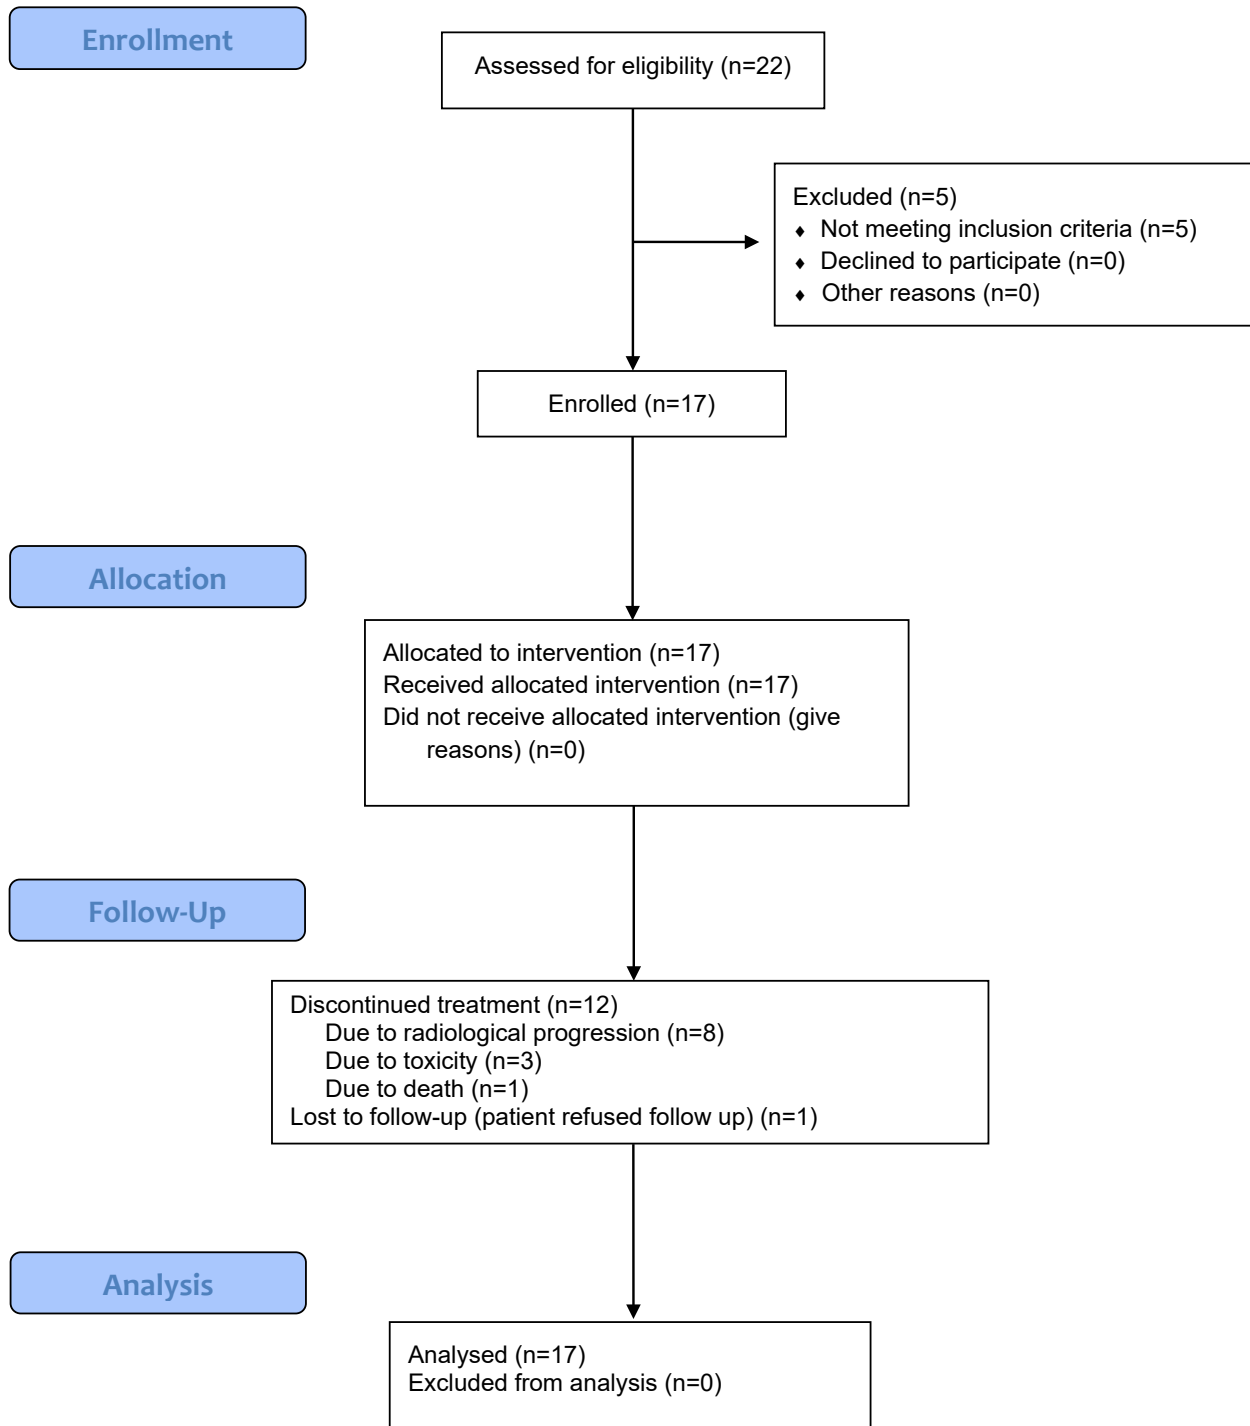 Enrollment
Assessed for eligibility (n=22)
Excluded (n=5)
♦ Not meeting inclusion criteria (n=5)
♦ Declined to participate (n=0)
♦ Other reasons (n=0)
Enrolled (n=17)
Allocation
Allocated to intervention (n=17)
Received allocated intervention (n=17)
Did not receive allocated intervention (give
reasons) (n=0)
Follow-Up
Discontinued treatment (n=12)
Due to radiological progression (n=8)
Due to toxicity (n=3)
Due to death (n=1)
Lost to follow-up (patient refused follow up) (n=1)
Analysis
Analysed (n=17)
Excluded from analysis (n=0)